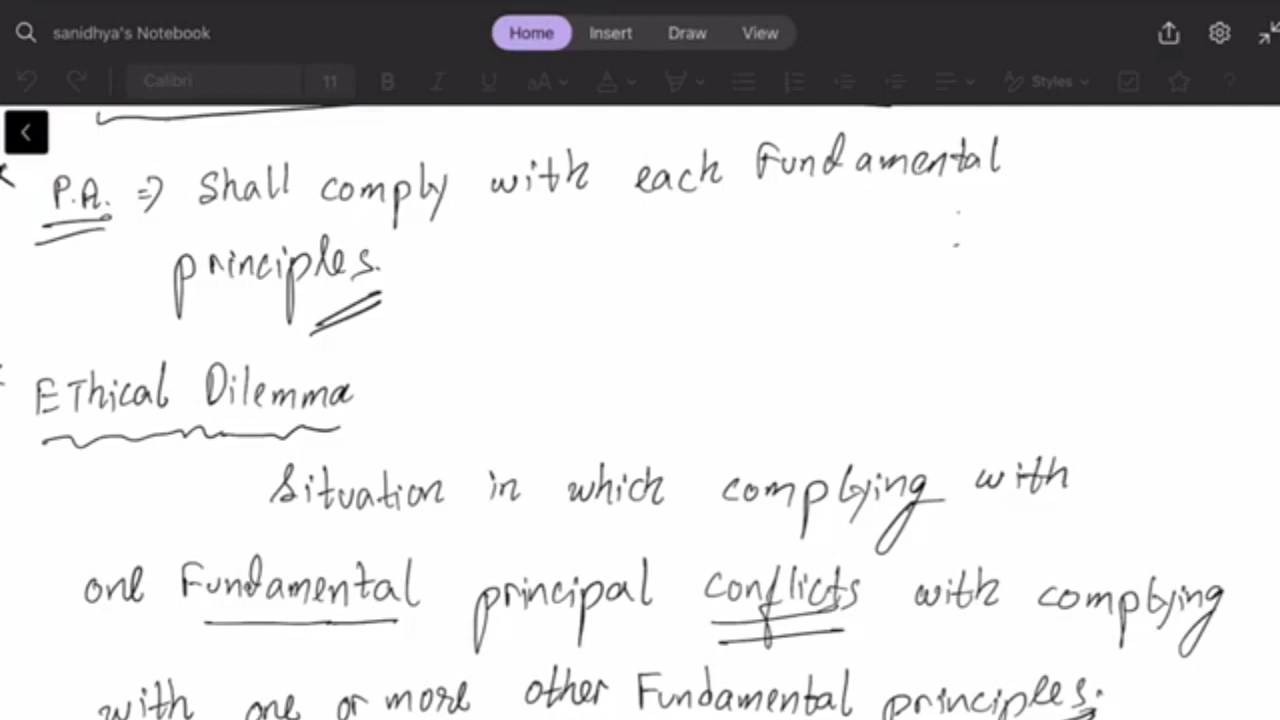 sanidhya's Notebook
Home Insert Draw View
Calibri 11 B I U aA A Styles ?
P.A. ⇒ Shall comply with each Fundamental
principles.
Ethical Dilemma
Situation in which complying with
one Fundamental principal conflicts with complying
with one or more other Fundamental principles.